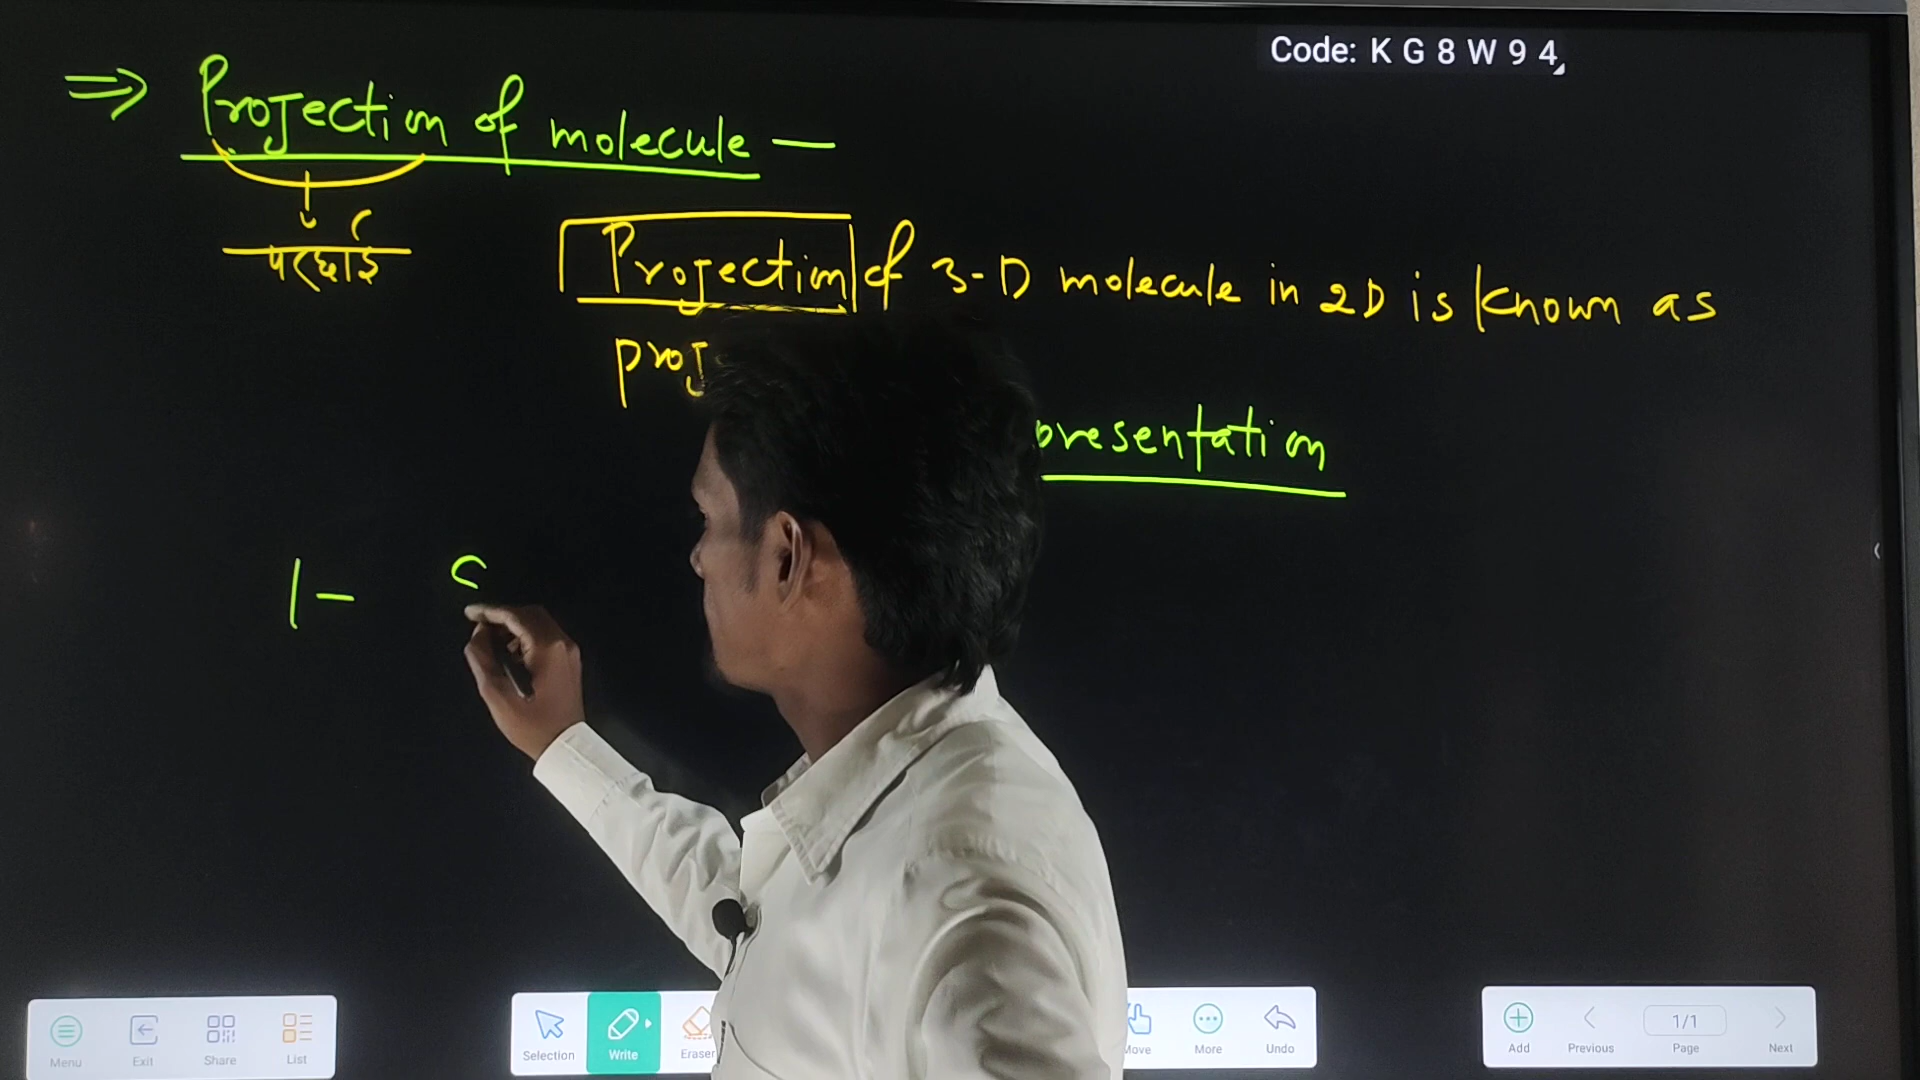 Code: K G 8 W 9 4
⇒ Projection of molecule —
परछाई
Projection of 3-D molecule in 2D is known as
proj
presentation
1-
Menu
Exit
Share
List
Selection
Write
Eraser
Move
More
Undo
Add
Previous
1/1
Page
Next